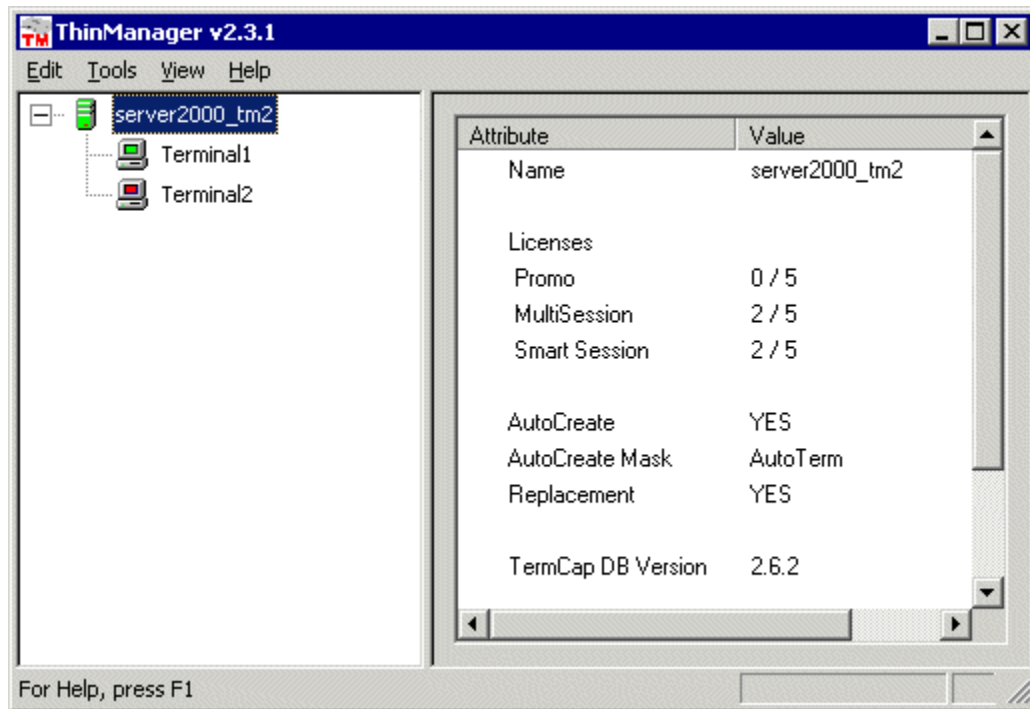 TM ThinManager v2.3.1
Edit Tools View Help
server2000_tm2
Terminal1
Terminal2
Attribute Value
Name server2000_tm2
Licenses
Promo 0 / 5
MultiSession 2 / 5
Smart Session 2 / 5
AutoCreate YES
AutoCreate Mask AutoTerm
Replacement YES
TermCap DB Version 2.6.2
For Help, press F1